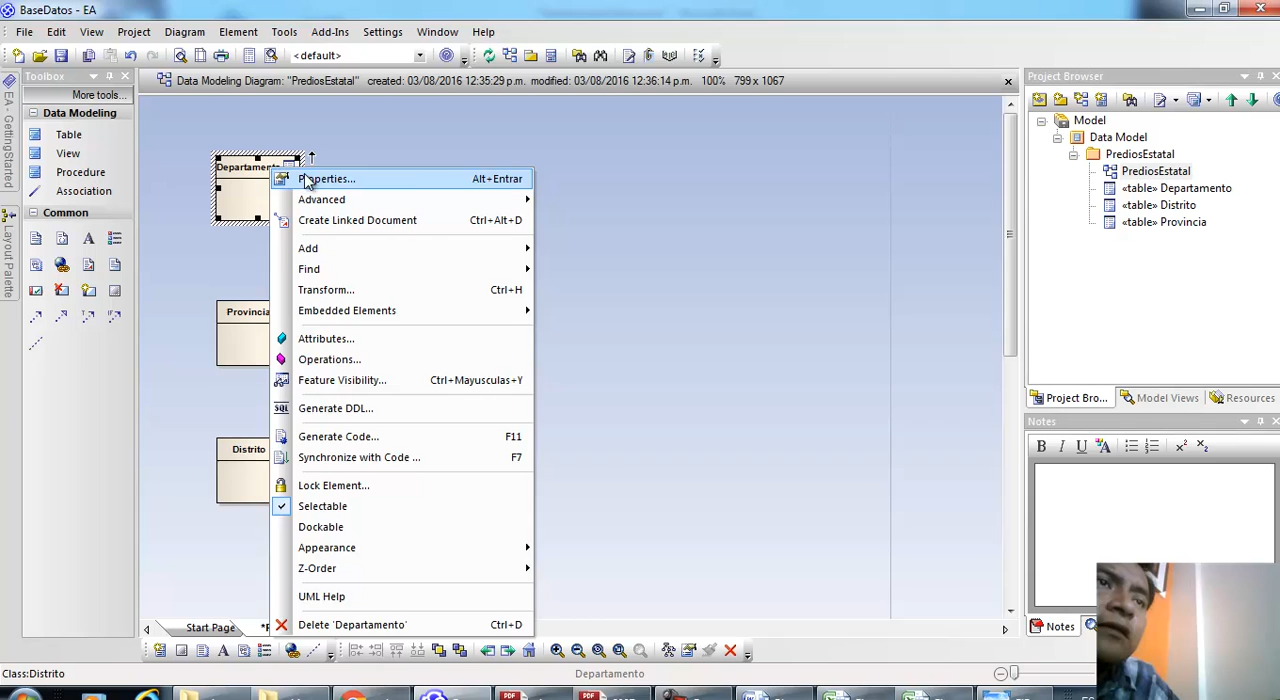 BaseDatos - EA
File Edit View Project Diagram Element Tools Add-Ins Settings Window Help
<default>
Toolbox
More tools...
Data Modeling
Table
View
Procedure
Association
Common
EA - GettingStarted
Layout Palette
Data Modeling Diagram: "PrediosEstatal" created: 03/08/2016 12:35:29 p.m. modified: 03/08/2016 12:36:14 p.m. 100% 799 x 1067
Departamento
Provincia
Distrito
Properties... Alt+Entrar
Advanced
Create Linked Document Ctrl+Alt+D
Add
Find
Transform... Ctrl+H
Embedded Elements
Attributes...
Operations...
Feature Visibility... Ctrl+Mayusculas+Y
SQL Generate DDL...
Generate Code... F11
Synchronize with Code ... F7
Lock Element...
Selectable
Dockable
Appearance
Z-Order
UML Help
Delete 'Departamento' Ctrl+D
Start Page
Project Browser
Model
Data Model
PrediosEstatal
PrediosEstatal
«table» Departamento
«table» Distrito
«table» Provincia
Project Bro... Model Views Resources
Notes
B I U A
Notes
Class:Distrito
Departamento